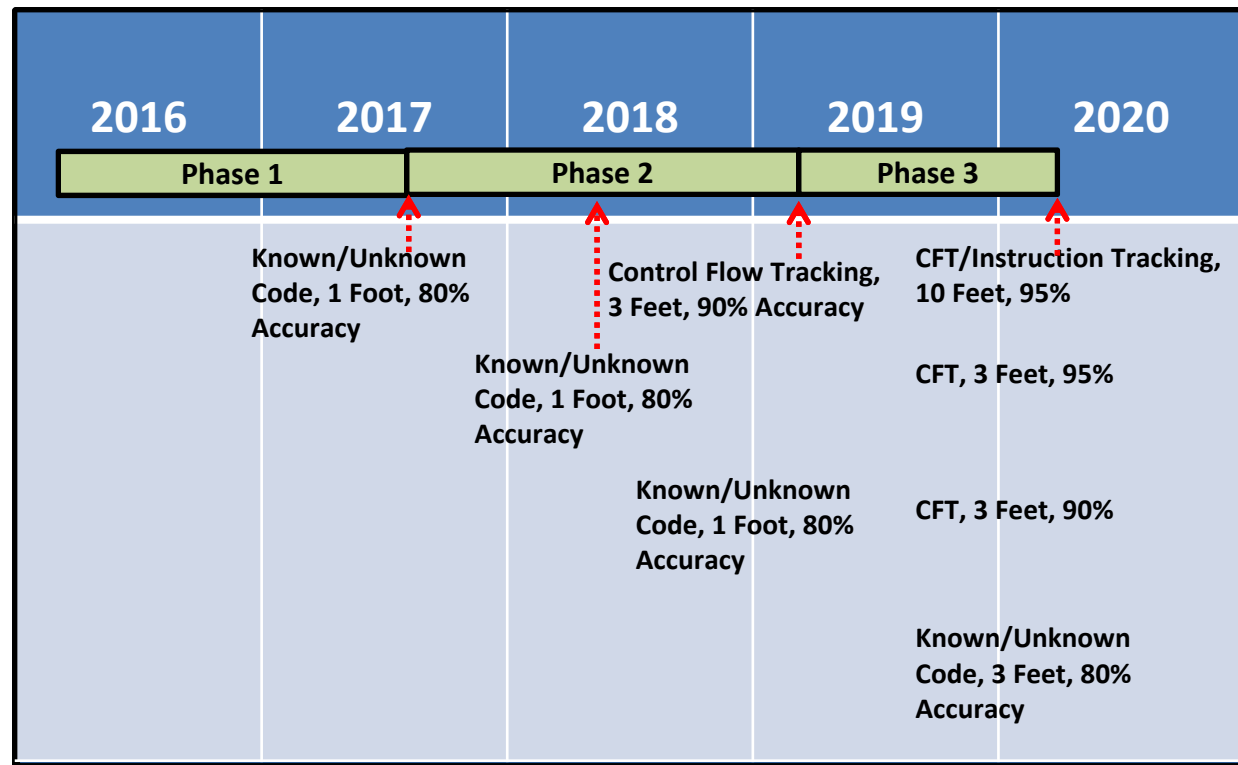 2016
2017
2018
2019
2020
Phase 1
Phase 2
Phase 3
Known/Unknown
Code, 1 Foot, 80%
Accuracy
Control Flow Tracking,
3 Feet, 90% Accuracy
CFT/Instruction Tracking,
10 Feet, 95%
Known/Unknown
Code, 1 Foot, 80%
Accuracy
CFT, 3 Feet, 95%
Known/Unknown
Code, 1 Foot, 80%
Accuracy
CFT, 3 Feet, 90%
Known/Unknown
Code, 3 Feet, 80%
Accuracy